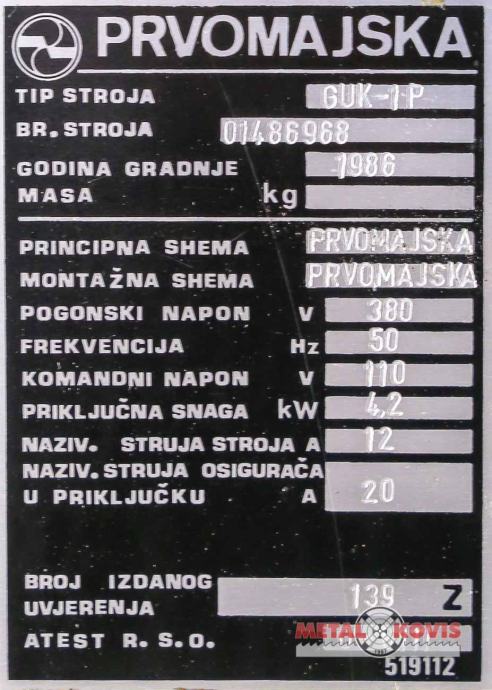 PRVOMAJSKA
TIP STROJA GUK-1P
BR. STROJA 01486968
GODINA GRADNJE 1986
MASA kg
PRINCIPNA SHEMA PRVOMAJSKA
MONTAŽNA SHEMA PRVOMAJSKA
POGONSKI NAPON V 380
FREKVENCIJA Hz 50
KOMANDNI NAPON V 110
PRIKLJUČNA SNAGA kW 4,2
NAZIV. STRUJA STROJA A 12
NAZIV. STRUJA OSIGURAČA
U PRIKLJUČKU A 20
BROJ IZDANOG
UVJERENJA 139 Z
ATEST R. S. O.
METAL KOVIS
519112